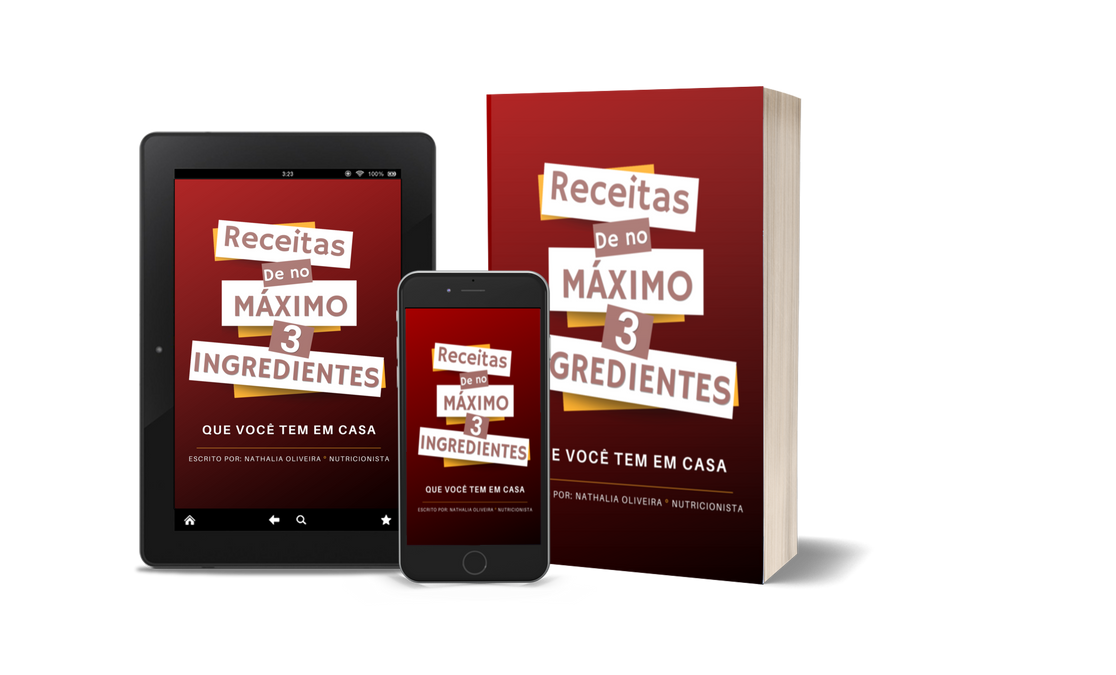 3:23
100%
Receitas
De no
MÁXIMO
3
INGREDIENTES
QUE VOCÊ TEM EM CASA
ESCRITO POR: NATHALIA OLIVEIRA * NUTRICIONISTA
Receitas
De no
MÁXIMO
3
INGREDIENTES
QUE VOCÊ TEM EM CASA
ESCRITO POR: NATHALIA OLIVEIRA * NUTRICIONISTA
Receitas
De no
MÁXIMO
3
GREDIENTES
E VOCÊ TEM EM CASA
POR: NATHALIA OLIVEIRA * NUTRICIONISTA